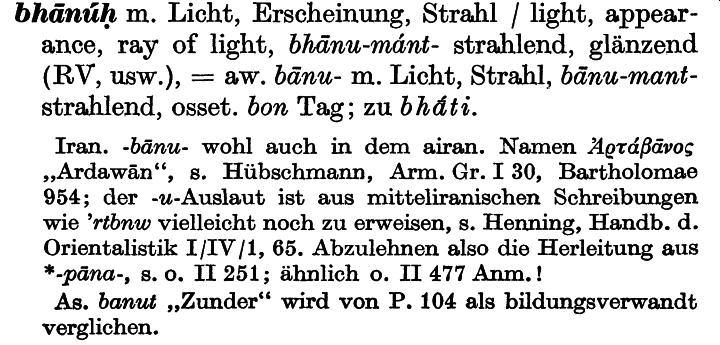 bhānúḥ m. Licht, Erscheinung, Strahl / light, appear-
ance, ray of light, bhānu-mánt- strahlend, glänzend
(RV, usw.), = aw. bānu- m. Licht, Strahl, bānu-mant-
strahlend, osset. bon Tag; zu bhā́ti.
Iran. -bānu- wohl auch in dem airan. Namen Ἀρτάβᾱνος
„Ardawān“, s. Hübschmann, Arm. Gr. I 30, Bartholomae
954; der -u-Auslaut ist aus mitteliranischen Schreibungen
wie ’rtbnw vielleicht noch zu erweisen, s. Henning, Handb. d.
Orientalistik I/IV/1, 65. Abzulehnen also die Herleitung aus
*-pāna-, s. o. II 251; ähnlich o. II 477 Anm.!
As. banut „Zunder“ wird von P. 104 als bildungsverwandt
verglichen.